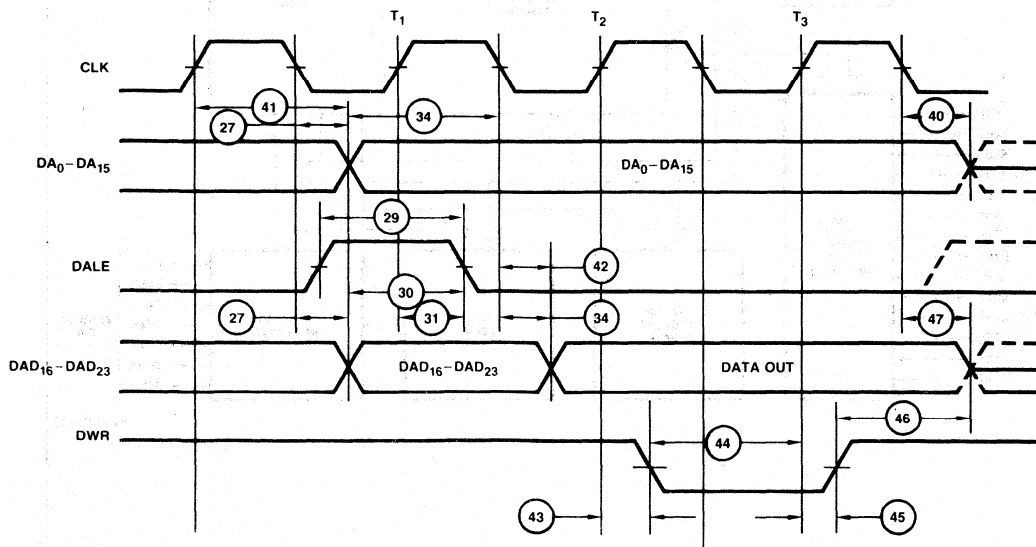 T1 T2 T3
CLK
41
27 34 40
DA0–DA15 DA0–DA15
29
DALE 42
30
27 31 34 47
DAD16–DAD23 DAD16–DAD23 DATA OUT
46
DWR 44
43 45